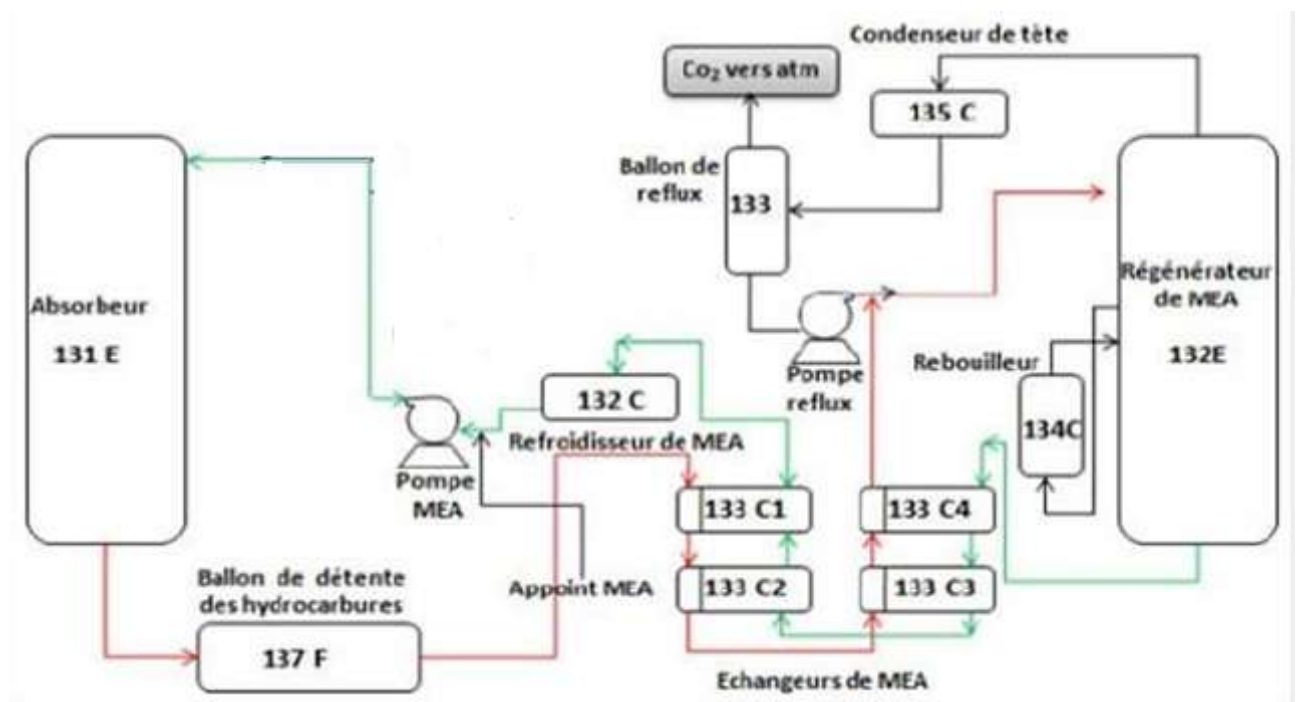 Condenseur de tète
Co₂ vers atm
135 C
Ballon de
reflux
133
Absorbeur
131 E
Régénérateur
de MEA
132E
Rebouilleur
134C
Pompe
reflux
132 C
Refroidisseur de MEA
Pompe
MEA
133 C1
133 C4
Ballon de détente
des hydrocarbures
Appoint MEA
133 C2
133 C3
137 F
Echangeurs de MEA